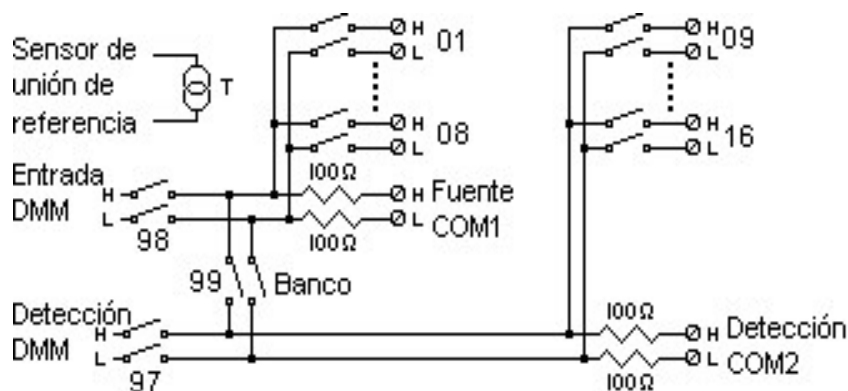 Sensor de
unión de
referencia
T
H
L
01
H
L
08
H
L
09
H
L
16
Entrada
DMM
H
L
98
100Ω
100Ω
H
L
Fuente
COM1
99
Banco
Detección
DMM
H
L
97
100Ω
100Ω
H
L
Detección
COM2